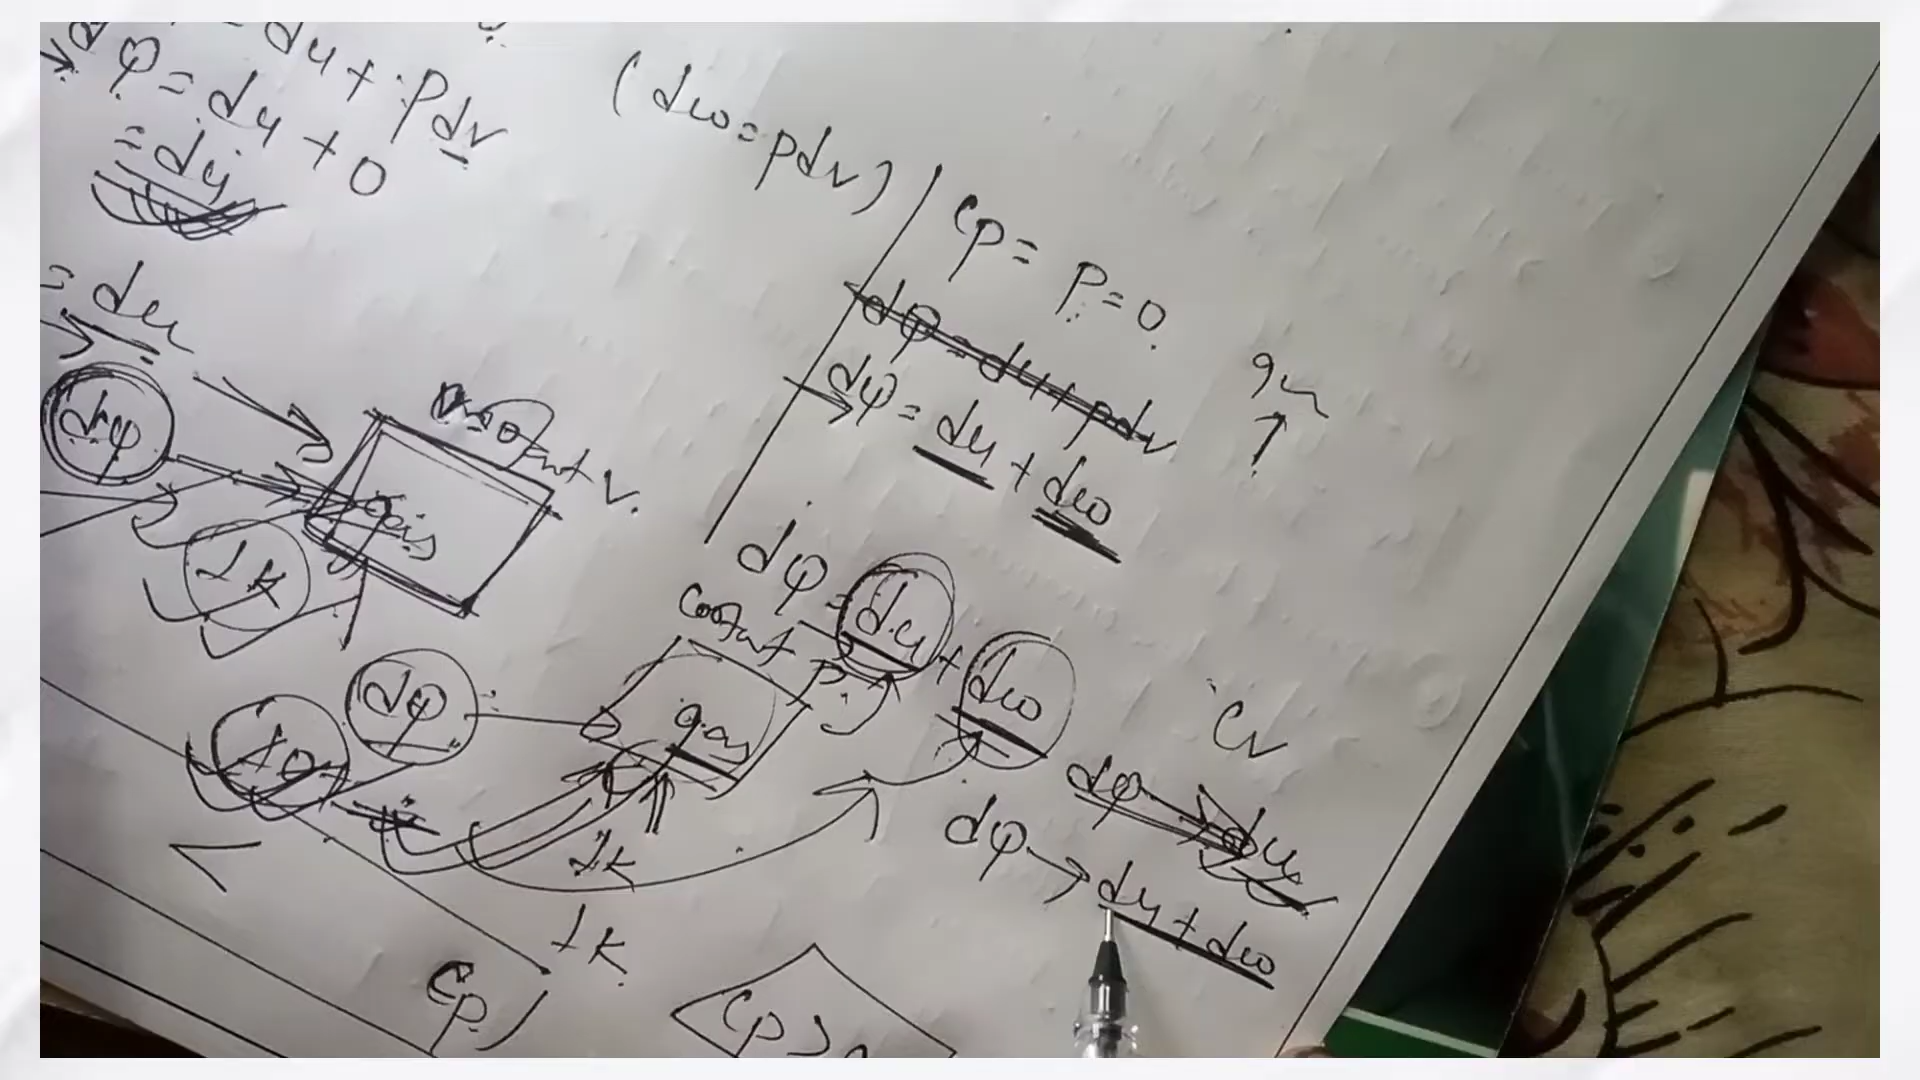 = du + Pdv
φ = du + 0
= du
(dw = pdv)
= du
dφ
constant v.
gas
1K
Cp = P = 0
dφ = du + pdv
dφ = du + dw
dφ = du + dw
constant P.
gas
dφ
1K
1K
<
Cv
dφ → du
dφ → du + dw
Cp
Cp >